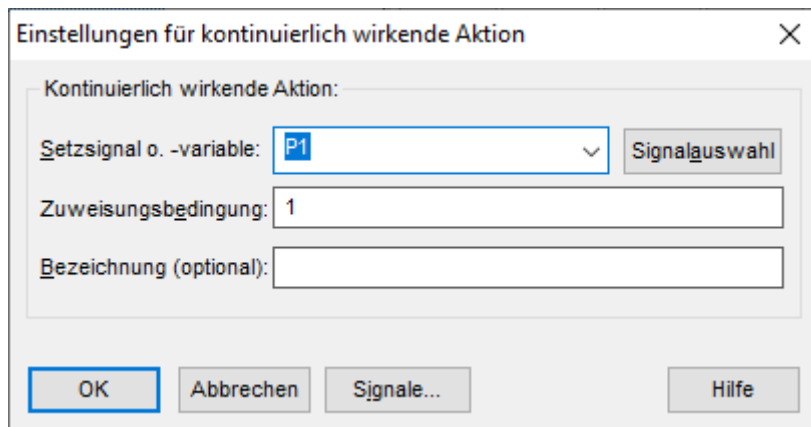 Einstellungen für kontinuierlich wirkende Aktion
Kontinuierlich wirkende Aktion:
Setzsignal o. -variable: P1 Signalauswahl
Zuweisungsbedingung: 1
Bezeichnung (optional):
OK Abbrechen Signale... Hilfe